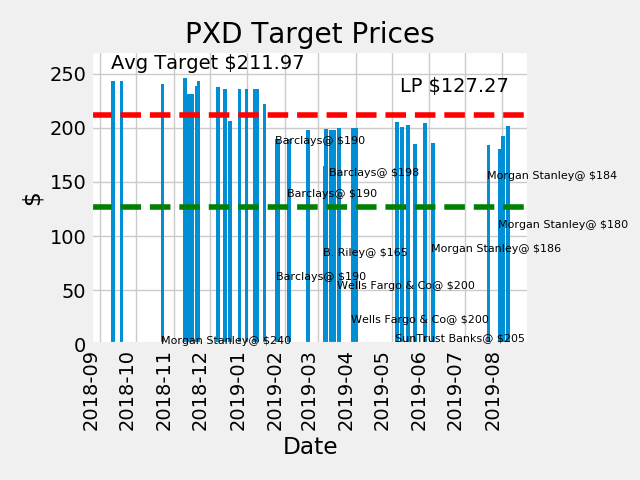 PXD Target Prices
Avg Target $211.97
LP $127.27
250
200
150
100
50
0
$
Barclays@ $190
Barclays@ $198
Morgan Stanley@ $184
Barclays@ $190
Morgan Stanley@ $180
B. Riley@ $165
Morgan Stanley@ $186
Barclays@ $190
Wells Fargo & Co@ $200
Wells Fargo & Co@ $200
Morgan Stanley@ $240
SunTrust Banks@ $205
2018-09
2018-10
2018-11
2018-12
2019-01
2019-02
2019-03
2019-04
2019-05
2019-06
2019-07
2019-08
Date